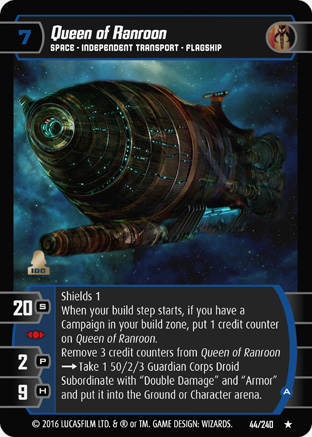 7
Queen of Ranroon
SPACE - INDEPENDENT TRANSPORT - FLAGSHIP
IDC
20 S
2 P
9 H
Shields 1
When your build step starts, if you have a
Campaign in your build zone, put 1 credit counter
on Queen of Ranroon.
Remove 3 credit counters from Queen of Ranroon
→Take 1 50/2/3 Guardian Corps Droid
Subordinate with “Double Damage” and “Armor”
and put it into the Ground or Character arena.
A
© 2016 LUCASFILM LTD. & ® or TM. GAME DESIGN: WIZARDS.
44/240 ★